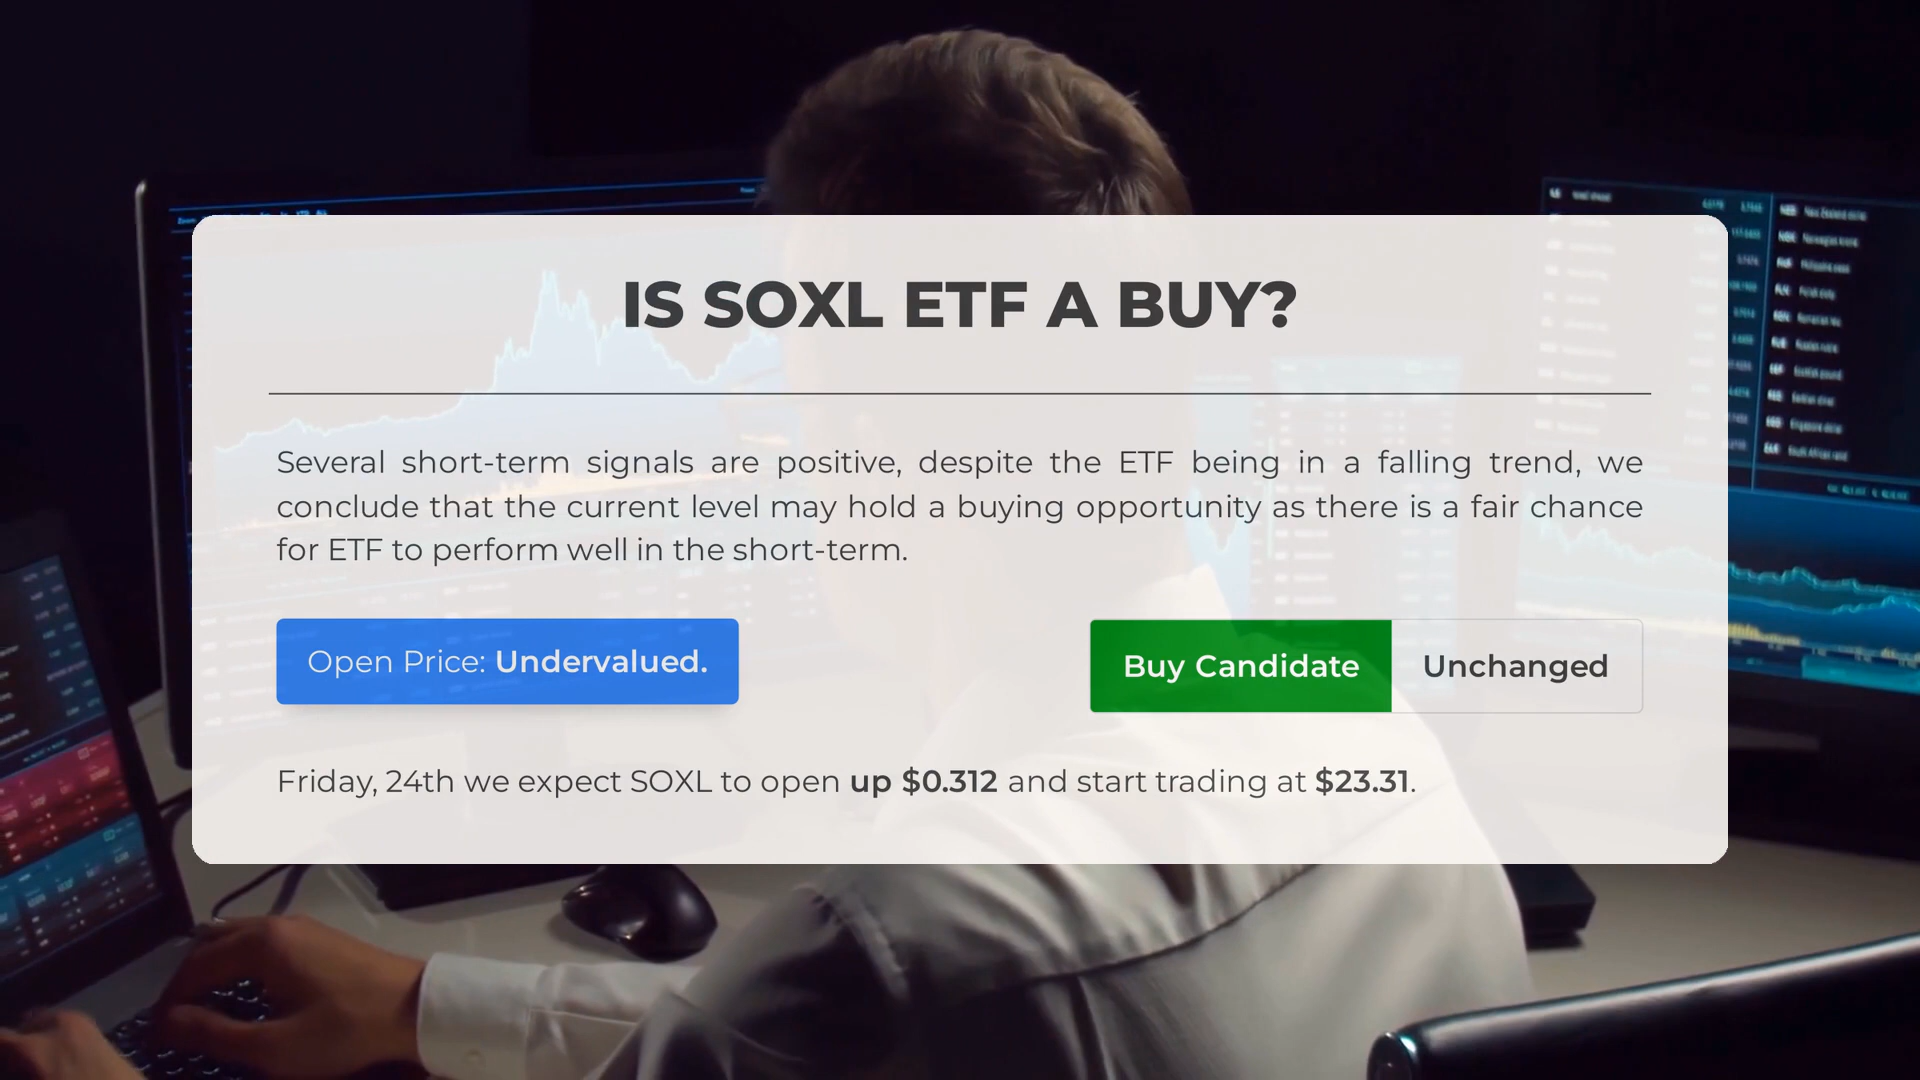 IS SOXL ETF A BUY?
Several short-term signals are positive, despite the ETF being in a falling trend, we
conclude that the current level may hold a buying opportunity as there is a fair chance
for ETF to perform well in the short-term.
Open Price: Undervalued.
Buy Candidate Unchanged
Friday, 24th we expect SOXL to open up $0.312 and start trading at $23.31.